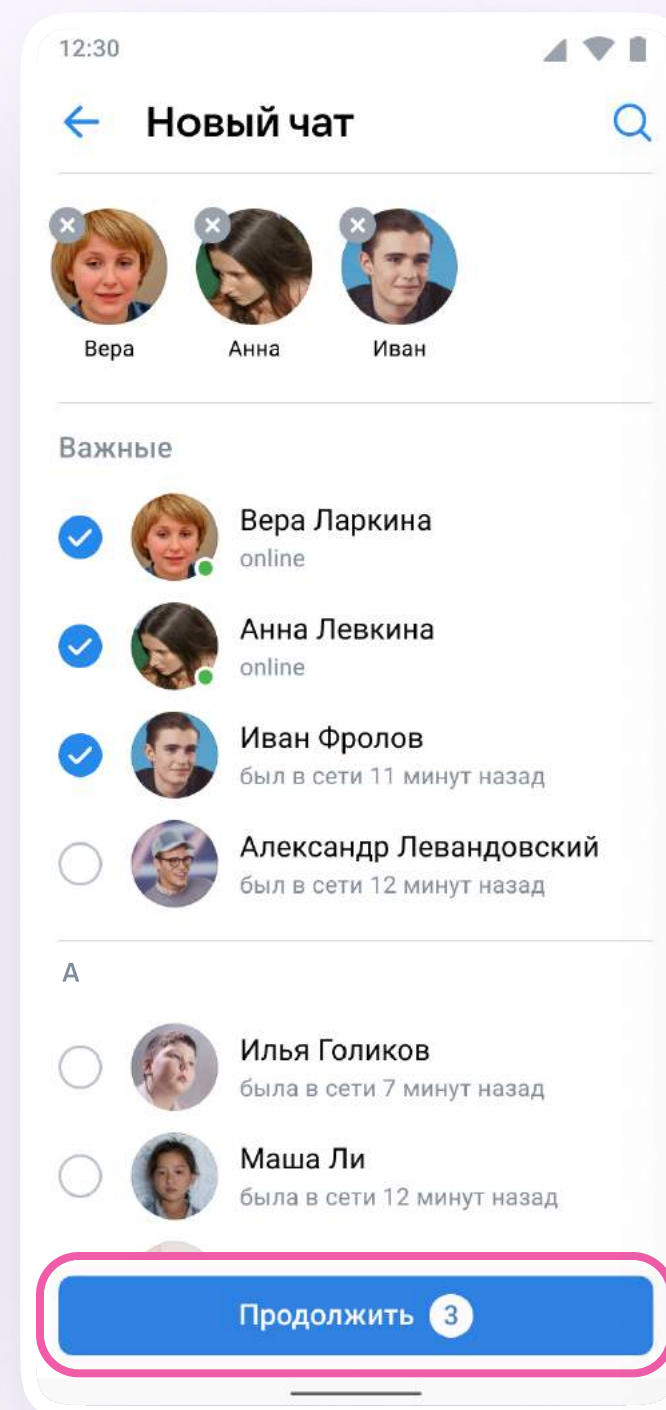 12:30
Новый чат
Вера
Анна
Иван
Важные
Вера Ларкина
online
Анна Левкина
online
Иван Фролов
был в сети 11 минут назад
Александр Левандовский
был в сети 12 минут назад
А
Илья Голиков
была в сети 7 минут назад
Маша Ли
была в сети 12 минут назад
Продолжить 3